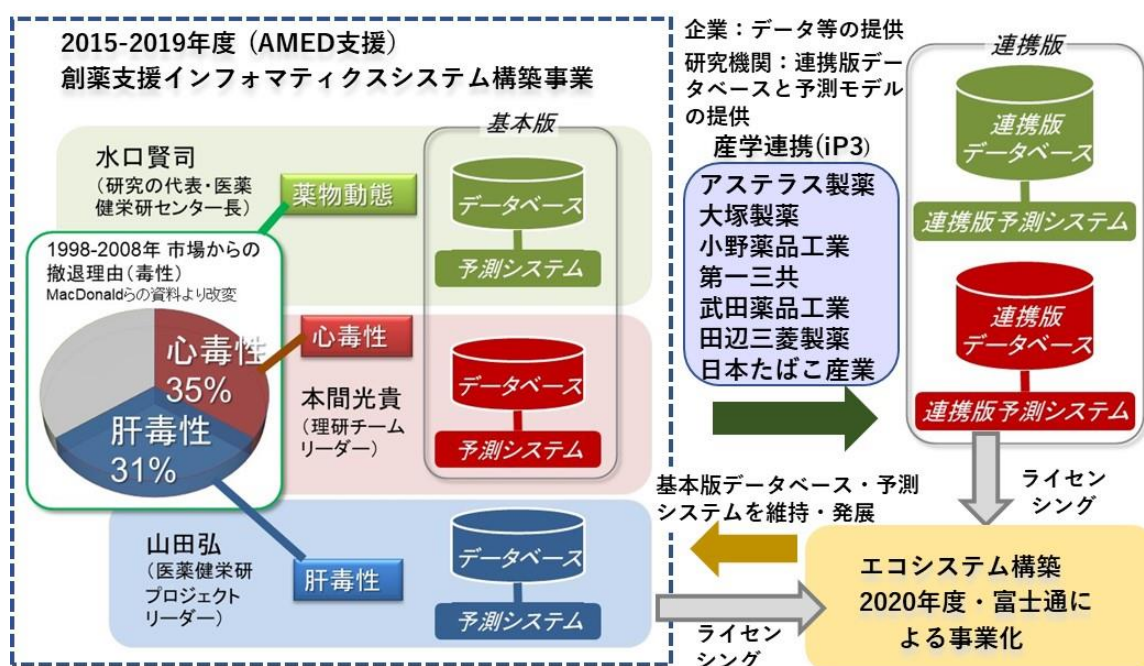 2015-2019年度（AMED支援）
創薬支援インフォマティクスシステム構築事業
基本版
水口賢司
（研究の代表・医薬
健栄研センター長）
薬物動態
データベース
予測システム
1998-2008年 市場からの
撤退理由（毒性）
MacDonaldらの資料より改変
心毒性
35%
肝毒性
31%
心毒性
本間光貴
（理研チーム
リーダー）
データベース
予測システム
山田弘
（医薬健栄研
プロジェクト
リーダー）
肝毒性
データベース
予測システム
企業：データ等の提供
研究機関：連携版デー
タベースと予測モデル
の提供
産学連携(iP3)
アステラス製薬
大塚製薬
小野薬品工業
第一三共
武田薬品工業
田辺三菱製薬
日本たばこ産業
連携版
連携版
データベース
連携版予測システム
連携版
データベース
連携版予測システム
ライセン
シング
基本版データベース・予測
システムを維持・発展
ライセン
シング
エコシステム構築
2020年度・富士通に
よる事業化